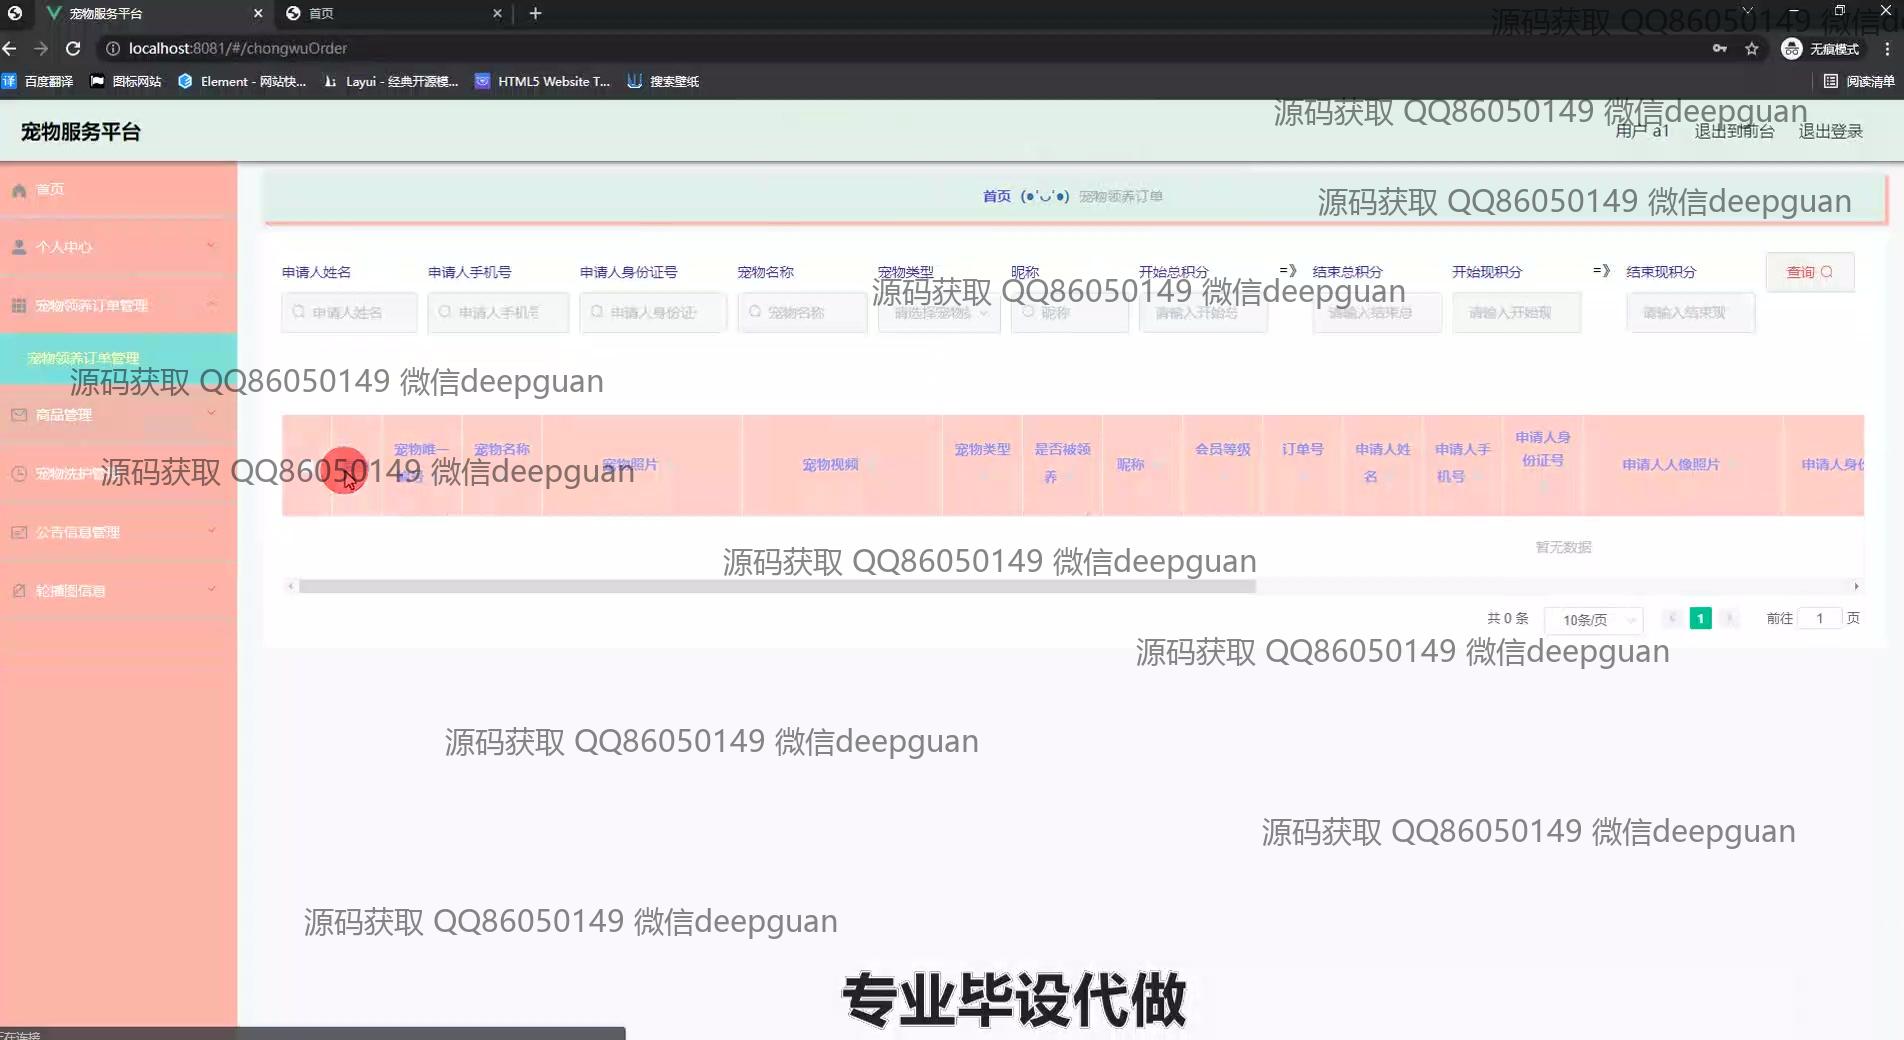 宠物服务平台
首页
localhost:8081/#/chongwuOrder
无痕模式
百度翻译
图标网站
Element - 网站快...
Layui - 经典开源模...
HTML5 Website T...
搜索壁纸
阅读清单
源码获取 QQ86050149 微信d
宠物服务平台
源码获取 QQ86050149 微信deepguan
用户 a1
退出到前台
退出登录
首页
个人中心
宠物领养订单管理
宠物领养订单管理
商品管理
宠物洗护管
公告信息管理
轮播图信息
首页 (●'◡'●) 宠物领养订单
源码获取 QQ86050149 微信deepguan
申请人姓名
申请人手机号
申请人身份证号
宠物名称
宠物类型
昵称
开始总积分
=》
结束总积分
开始现积分
=》
结束现积分
查询
源码获取 QQ86050149 微信deepguan
申请人姓名
申请人手机号
申请人身份证
宠物名称
请选择宠物
昵称
请输入开始总
请输入结束总
请输入开始现
请输入结束现
源码获取 QQ86050149 微信deepguan
宠物唯一
宠物名称
宠物照片
宠物视频
宠物类型
是否被领养
昵称
会员等级
订单号
申请人姓名
申请人手机号
申请人身份证号
申请人人像照片
申请人身份
源码获取 QQ86050149 微信deepguan
暂无数据
源码获取 QQ86050149 微信deepguan
共 0 条
10条/页
1
前往 1 页
源码获取 QQ86050149 微信deepguan
源码获取 QQ86050149 微信deepguan
源码获取 QQ86050149 微信deepguan
源码获取 QQ86050149 微信deepguan
专业毕设代做